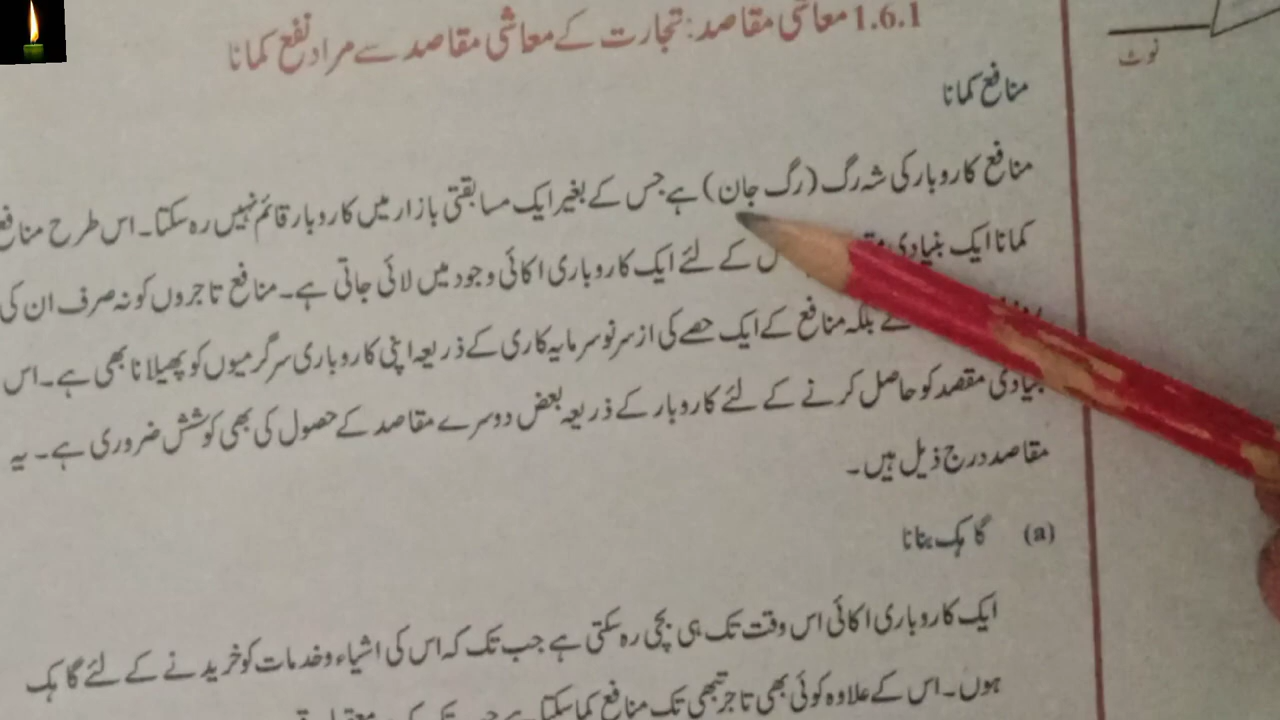 نوٹ
1.6.1 معاشی مقاصد: تجارت کے معاشی مقاصد سے مراد نفع کمانا
منافع کمانا
منافع کاروبار کی شہ رگ (رگ جان) ہے جس کے بغیر ایک مسابقتی بازار میں کاروبار قائم نہیں رہ سکتا۔ اس طرح منافع
کمانا ایک بنیادی کے لئے ایک کاروباری اکائی وجود میں لائی جاتی ہے۔ منافع تاجروں کو نہ صرف ان کی
بلکہ منافع کے ایک حصے کی از سر نو سرمایہ کاری کے ذریعہ اپنی کاروباری سرگرمیوں کو پھیلانا بھی ہے۔ اس
بنیادی مقصد کو حاصل کرنے کے لئے کاروبار کے ذریعہ بعض دوسرے مقاصد کے حصول کی بھی کوشش ضروری ہے۔ یہ
مقاصد درج ذیل ہیں۔
(a) گاہک بنانا
ایک کاروباری اکائی اس وقت تک ہی بچی رہ سکتی ہے جب تک کہ اس کی اشیاء و خدمات کو خریدنے کے لئے گاہک
ہوں۔ اس کے علاوہ کوئی بھی تاجر تبھی تک منافع کما سکتا ہے